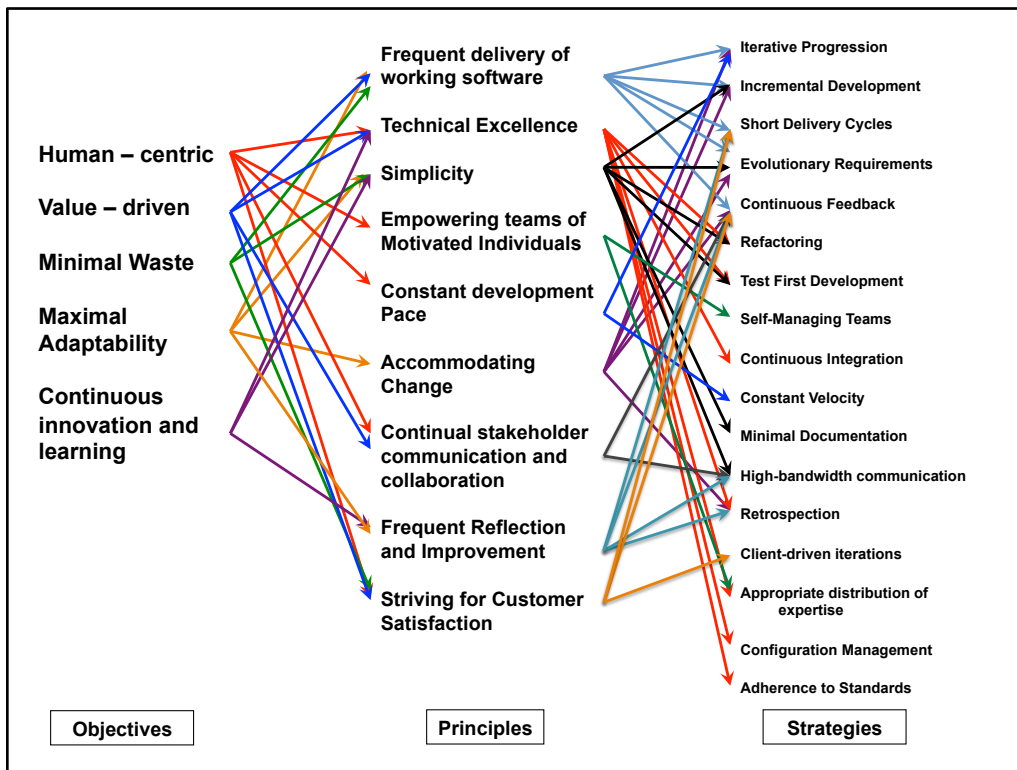 Human – centric
Value – driven
Minimal Waste
Maximal
Adaptability
Continuous
innovation and
learning
Objectives
Frequent delivery of
working software
Technical Excellence
Simplicity
Empowering teams of
Motivated Individuals
Constant development
Pace
Accommodating
Change
Continual stakeholder
communication and
collaboration
Frequent Reflection
and Improvement
Striving for Customer
Satisfaction
Principles
Iterative Progression
Incremental Development
Short Delivery Cycles
Evolutionary Requirements
Continuous Feedback
Refactoring
Test First Development
Self-Managing Teams
Continuous Integration
Constant Velocity
Minimal Documentation
High-bandwidth communication
Retrospection
Client-driven iterations
Appropriate distribution of
expertise
Configuration Management
Adherence to Standards
Strategies